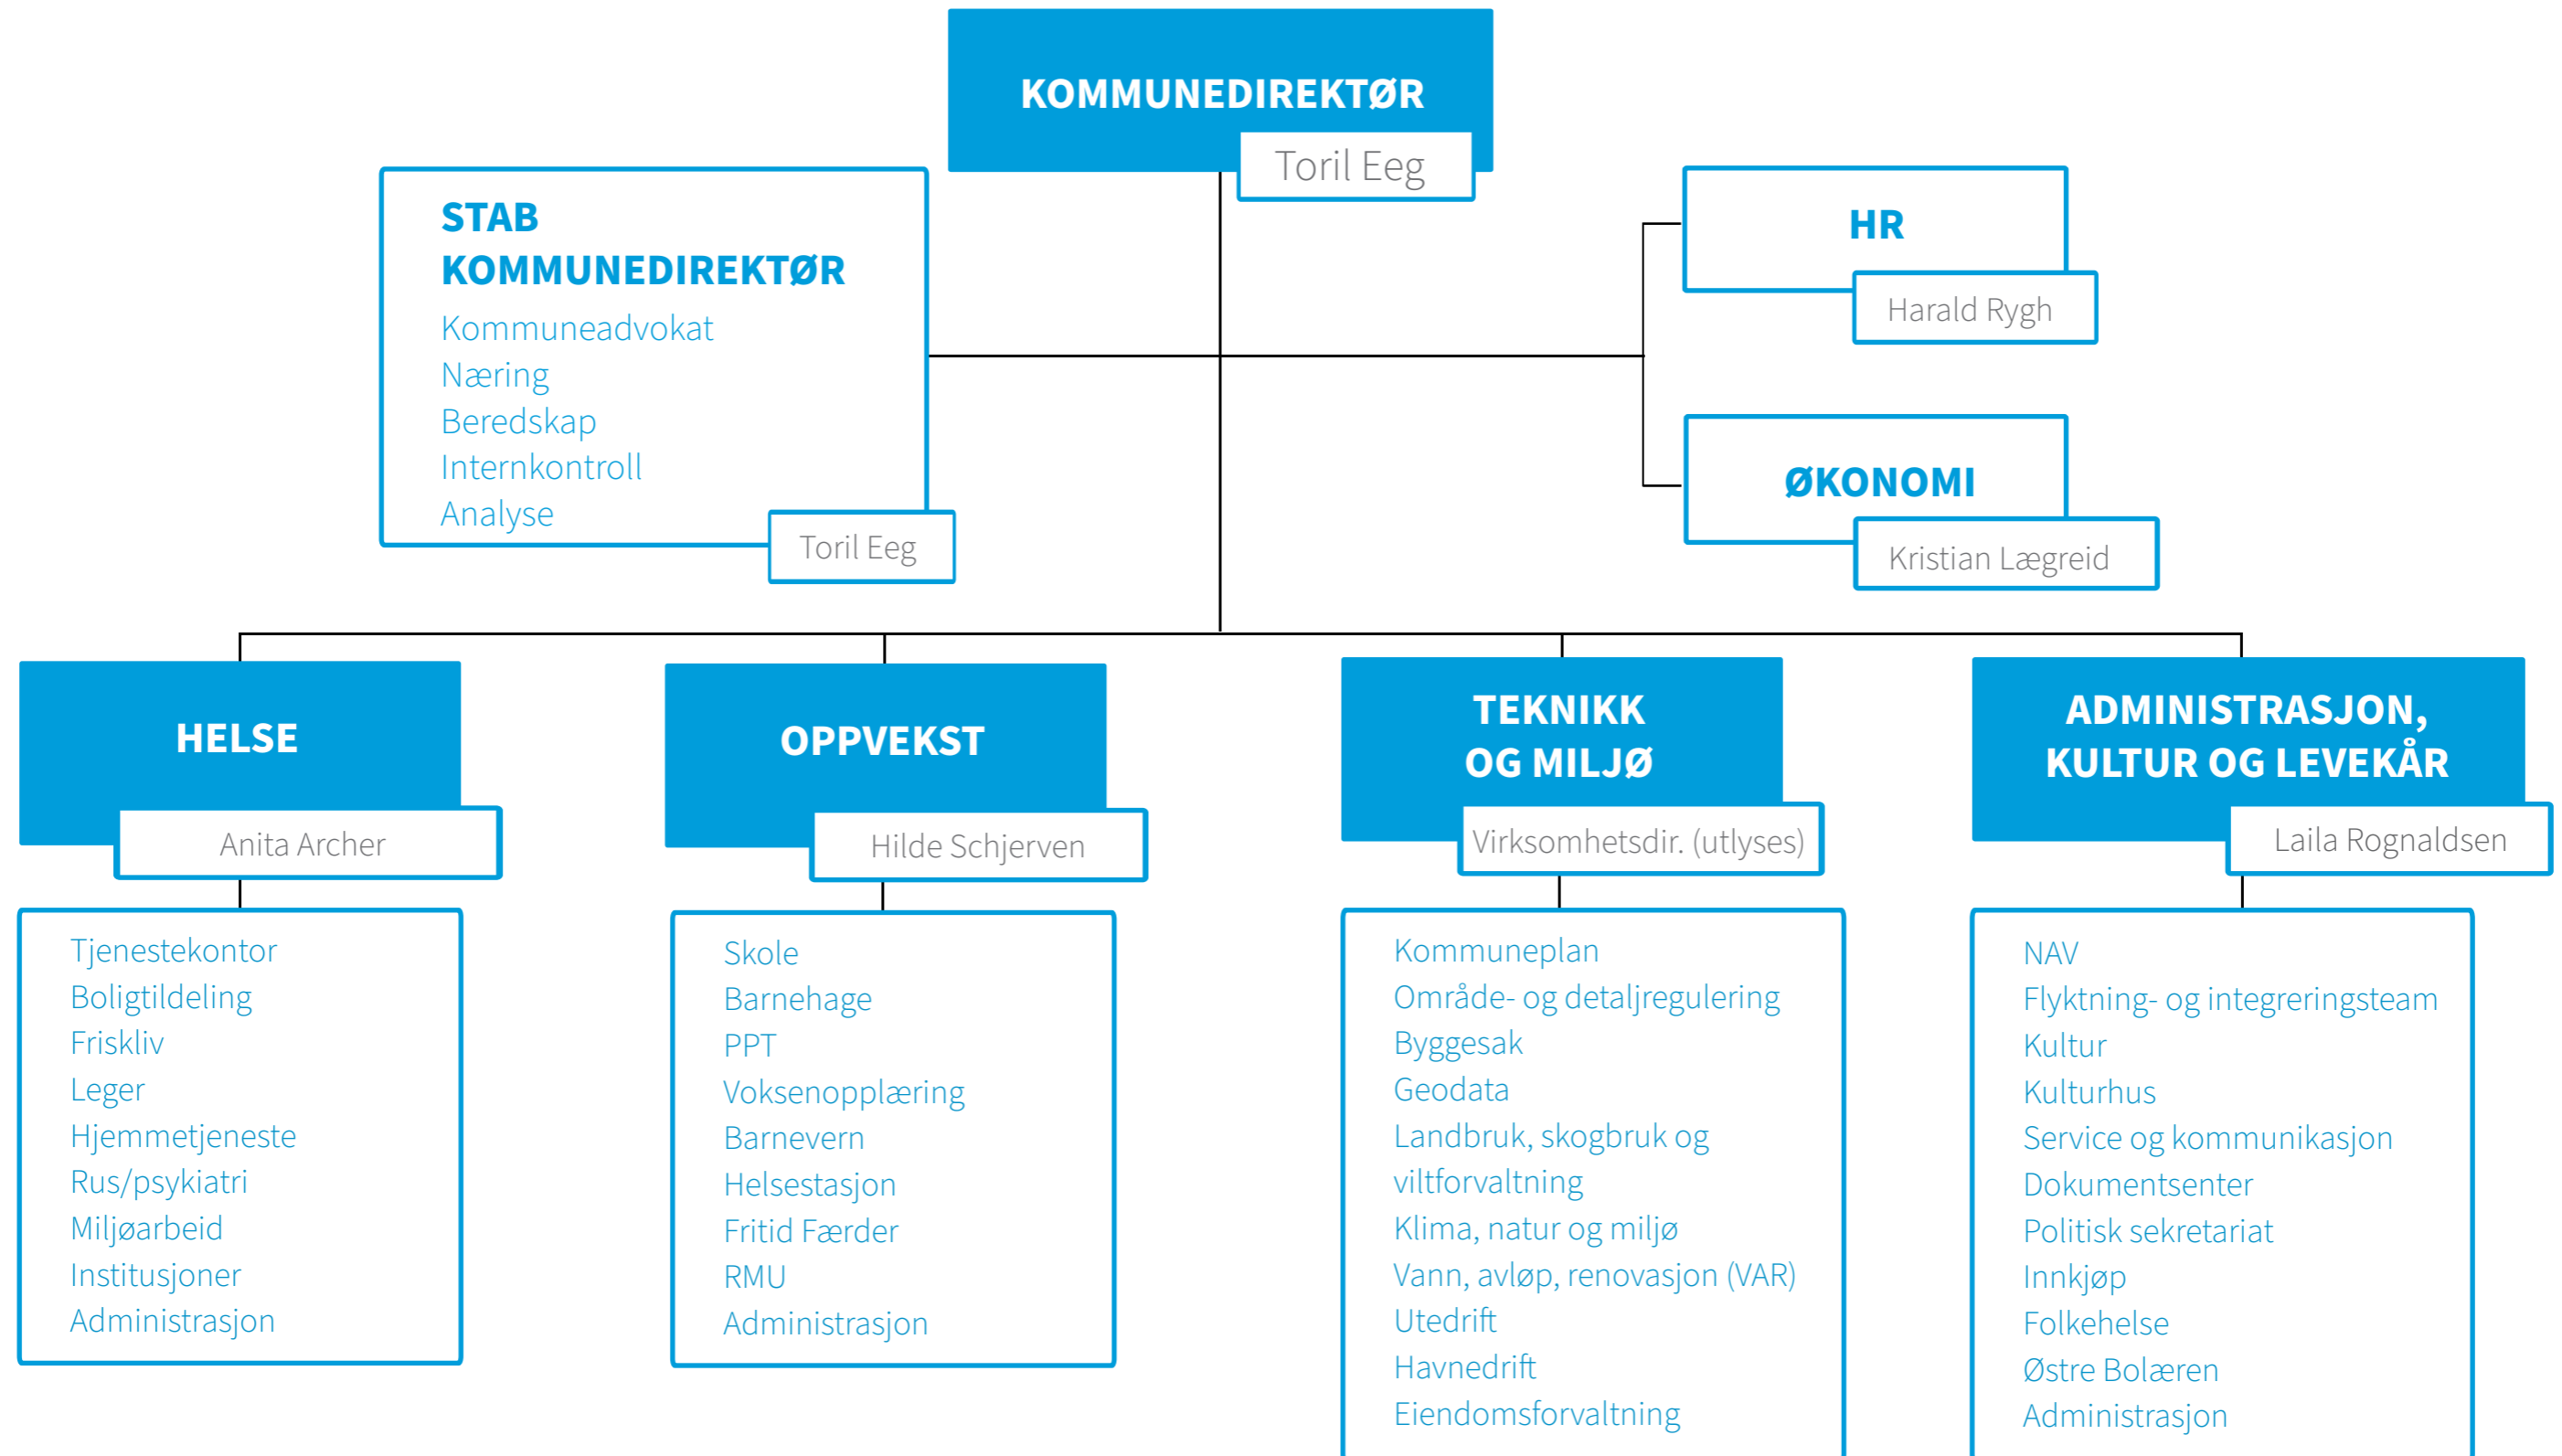 KOMMUNEDIREKTØR
Toril Eeg
STAB
KOMMUNEDIREKTØR
Kommuneadvokat
Næring
Beredskap
Internkontroll
Analyse
Toril Eeg
HR
Harald Rygh
ØKONOMI
Kristian Lægreid
HELSE
Anita Archer
Tjenestekontor
Boligtildeling
Friskliv
Leger
Hjemmetjeneste
Rus/psykiatri
Miljøarbeid
Institusjoner
Administrasjon
OPPVEKST
Hilde Schjerven
Skole
Barnehage
PPT
Voksenopplæring
Barnevern
Helsestasjon
Fritid Færder
RMU
Administrasjon
TEKNIKK
OG MILJØ
Virksomhetsdir. (utlyses)
Kommuneplan
Område- og detaljregulering
Byggesak
Geodata
Landbruk, skogbruk og
viltforvaltning
Klima, natur og miljø
Vann, avløp, renovasjon (VAR)
Utedrift
Havnedrift
Eiendomsforvaltning
ADMINISTRASJON,
KULTUR OG LEVEKÅR
Laila Rognaldsen
NAV
Flyktning- og integreringsteam
Kultur
Kulturhus
Service og kommunikasjon
Dokumentsenter
Politisk sekretariat
Innkjøp
Folkehelse
Østre Bolæren
Administrasjon